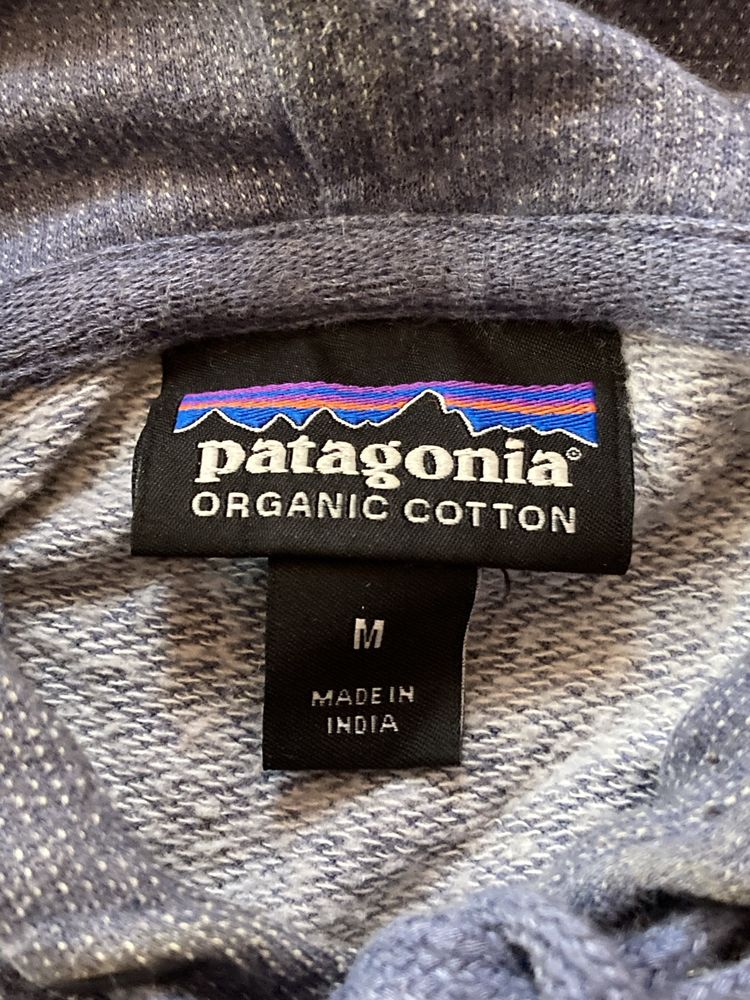 patagonia®
ORGANIC COTTON
M
MADE IN
INDIA